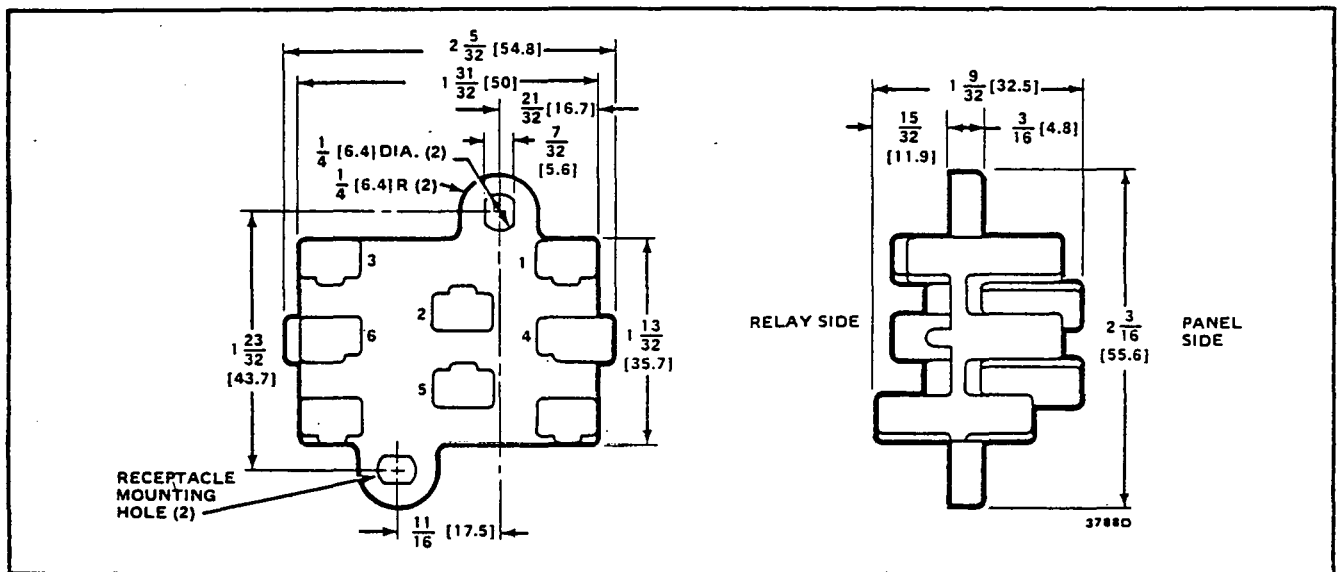 2 5/32 [54.8]
1 31/32 [50]
21/32 [16.7]
7/32 [5.6]
1/4 [6.4] DIA. (2)
1/4 [6.4] R (2)
3
1
2
6
4
5
1 23/32 [43.7]
1 13/32 [35.7]
RECEPTACLE
MOUNTING
HOLE (2)
11/16 [17.5]
1 9/32 [32.5]
15/32 [11.9]
3/16 [4.8]
RELAY SIDE
2 3/16 [55.6]
PANEL
SIDE
3788D